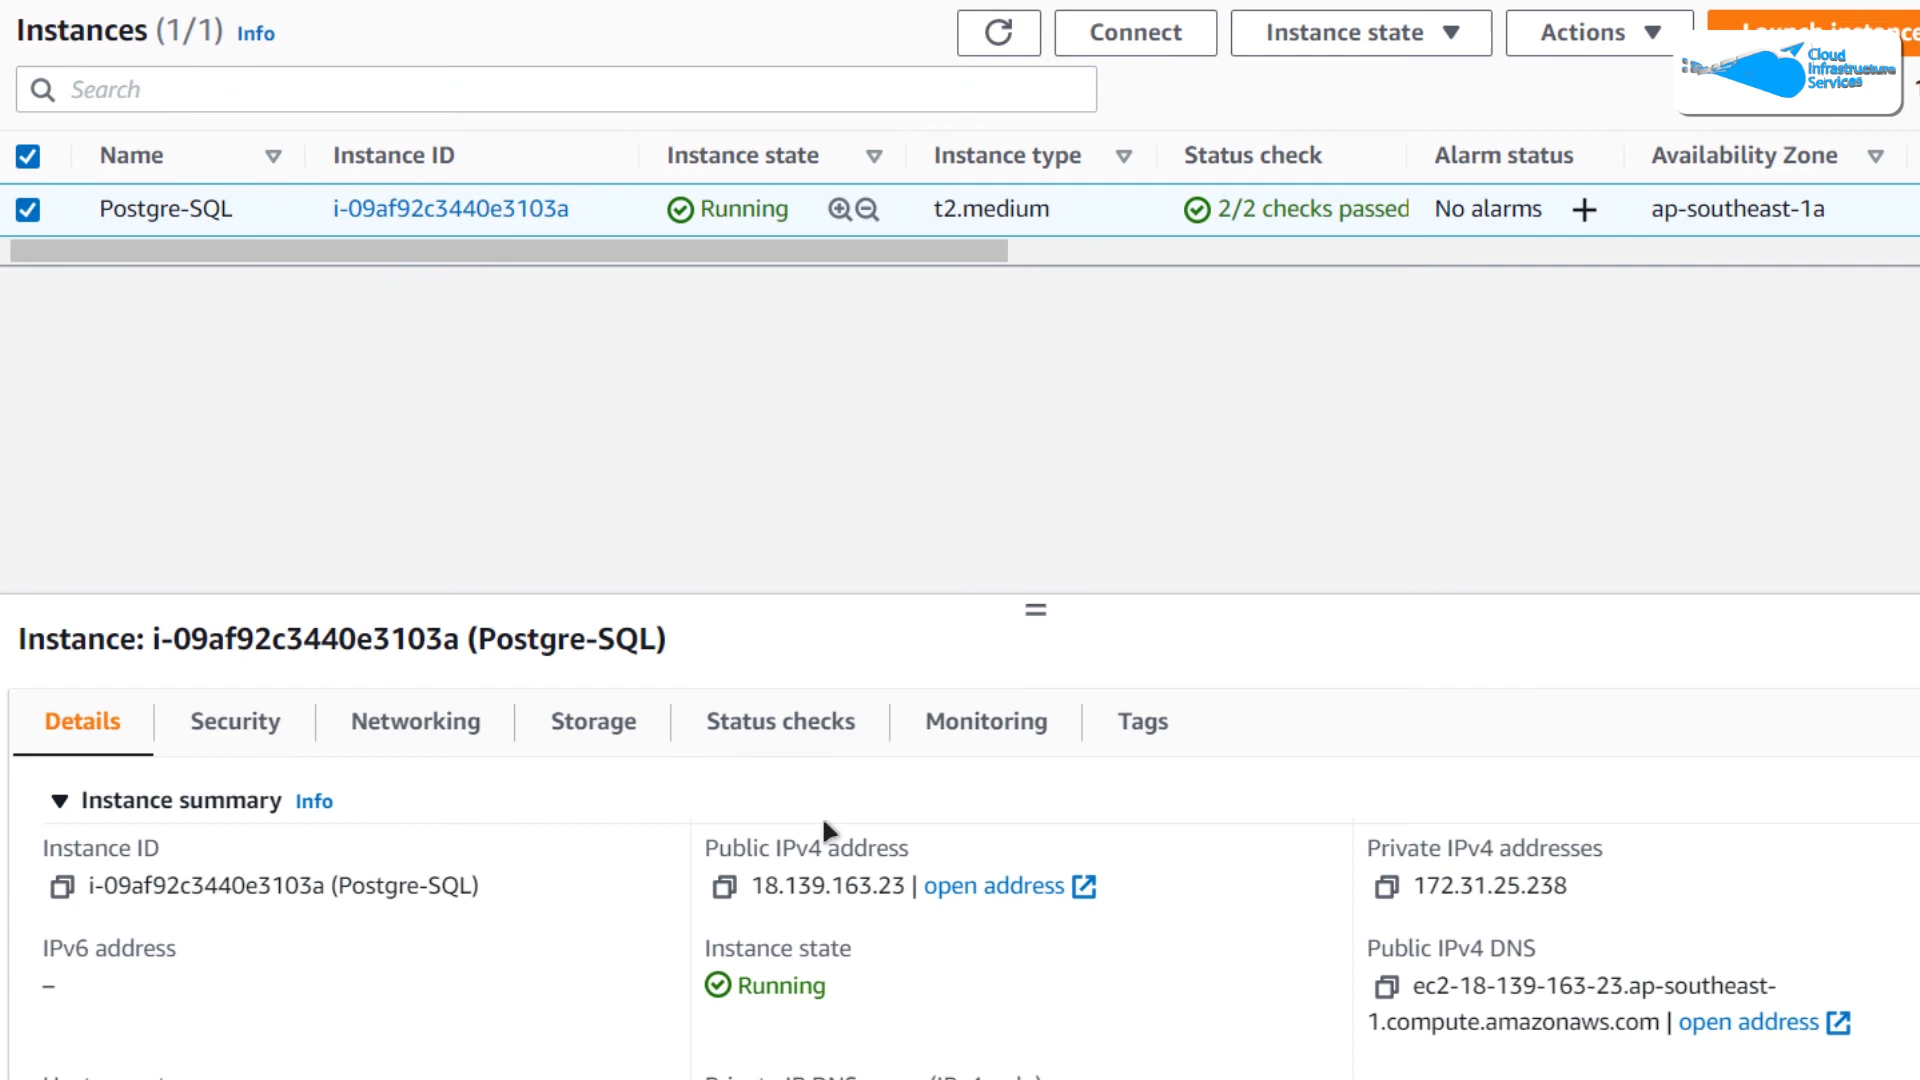 Instances (1/1) Info
Connect
Instance state
Actions
Launch instance
Cloud
Infrastructure
Services
Search
Name
Instance ID
Instance state
Instance type
Status check
Alarm status
Availability Zone
Postgre-SQL
i-09af92c3440e3103a
Running
t2.medium
2/2 checks passed
No alarms
ap-southeast-1a
Instance: i-09af92c3440e3103a (Postgre-SQL)
Details
Security
Networking
Storage
Status checks
Monitoring
Tags
Instance summary Info
Instance ID
i-09af92c3440e3103a (Postgre-SQL)
Public IPv4 address
18.139.163.23 | open address
Private IPv4 addresses
172.31.25.238
IPv6 address
–
Instance state
Running
Public IPv4 DNS
ec2-18-139-163-23.ap-southeast-
1.compute.amazonaws.com | open address